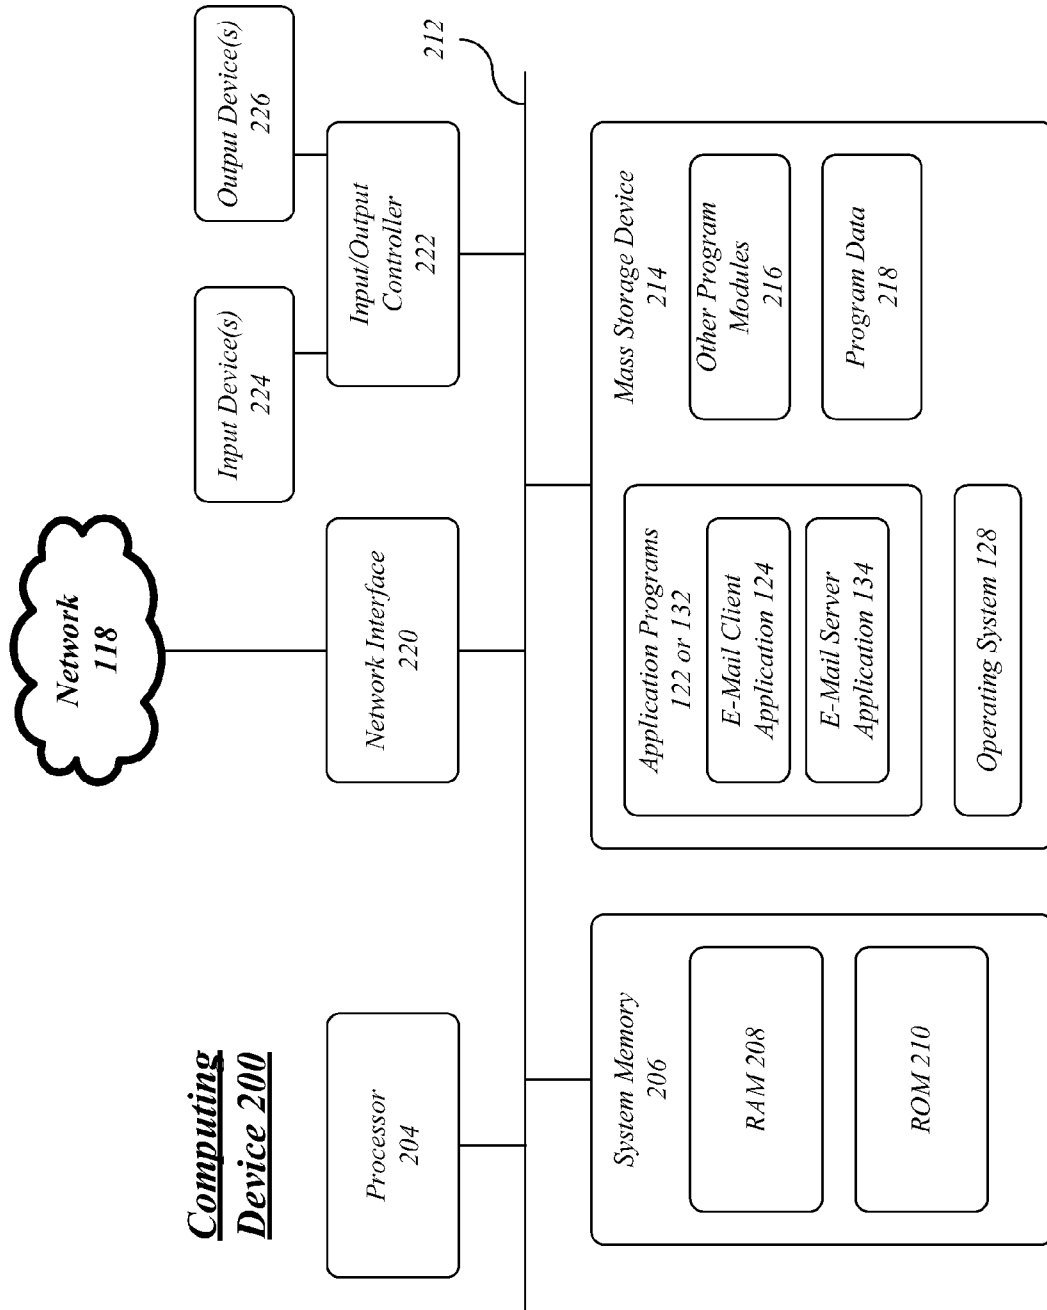 Computing
Device 200
Network
118
Processor
204
Network Interface
220
Input/Output
Controller
222
Input Device(s)
224
Output Device(s)
226
212
System Memory
206
RAM 208
ROM 210
Mass Storage Device
214
Application Programs
122 or 132
E-Mail Client
Application 124
E-Mail Server
Application 134
Operating System 128
Other Program
Modules
216
Program Data
218